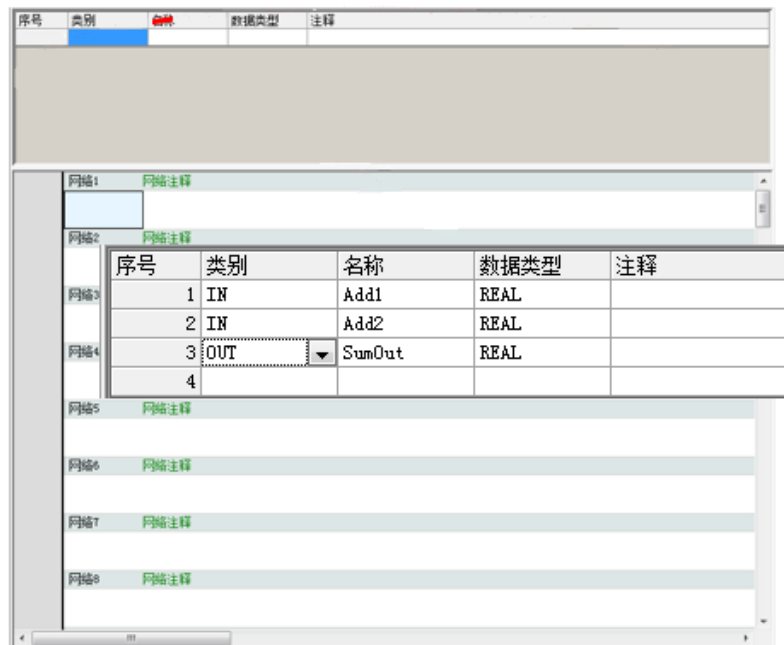 序号 类别 名称 数据类型 注释
网络1 网络注释
网络2 网络注释
序号 类别 名称 数据类型 注释
1 IN Add1 REAL
2 IN Add2 REAL
3 OUT SumOut REAL
4
网络3
网络4
网络5 网络注释
网络6 网络注释
网络7 网络注释
网络8 网络注释